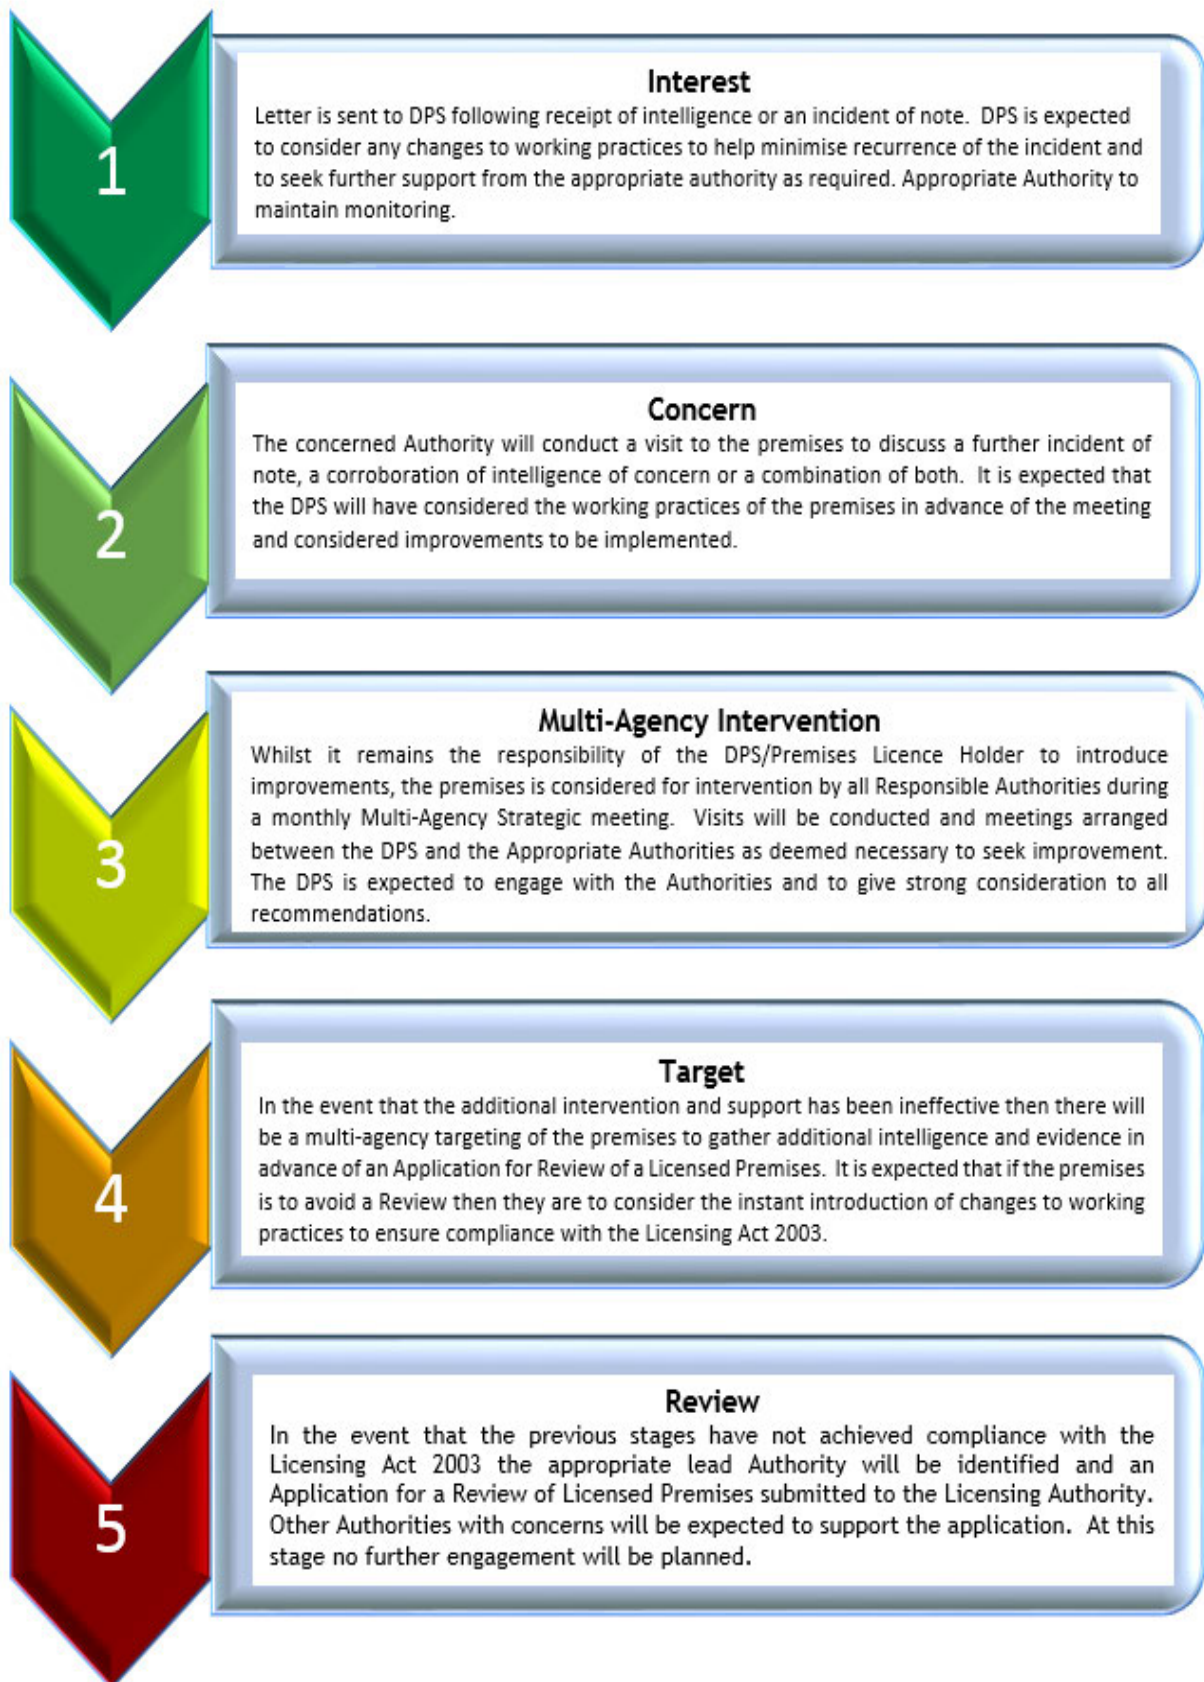 1
Interest
Letter is sent to DPS following receipt of intelligence or an incident of note. DPS is expected
to consider any changes to working practices to help minimise recurrence of the incident and
to seek further support from the appropriate authority as required. Appropriate Authority to
maintain monitoring.
2
Concern
The concerned Authority will conduct a visit to the premises to discuss a further incident of
note, a corroboration of intelligence of concern or a combination of both. It is expected that
the DPS will have considered the working practices of the premises in advance of the meeting
and considered improvements to be implemented.
3
Multi-Agency Intervention
Whilst it remains the responsibility of the DPS/Premises Licence Holder to introduce
improvements, the premises is considered for intervention by all Responsible Authorities during
a monthly Multi-Agency Strategic meeting. Visits will be conducted and meetings arranged
between the DPS and the Appropriate Authorities as deemed necessary to seek improvement.
The DPS is expected to engage with the Authorities and to give strong consideration to all
recommendations.
4
Target
In the event that the additional intervention and support has been ineffective then there will
be a multi-agency targeting of the premises to gather additional intelligence and evidence in
advance of an Application for Review of a Licensed Premises. It is expected that if the premises
is to avoid a Review then they are to consider the instant introduction of changes to working
practices to ensure compliance with the Licensing Act 2003.
5
Review
In the event that the previous stages have not achieved compliance with the
Licensing Act 2003 the appropriate lead Authority will be identified and an
Application for a Review of Licensed Premises submitted to the Licensing Authority.
Other Authorities with concerns will be expected to support the application. At this
stage no further engagement will be planned.